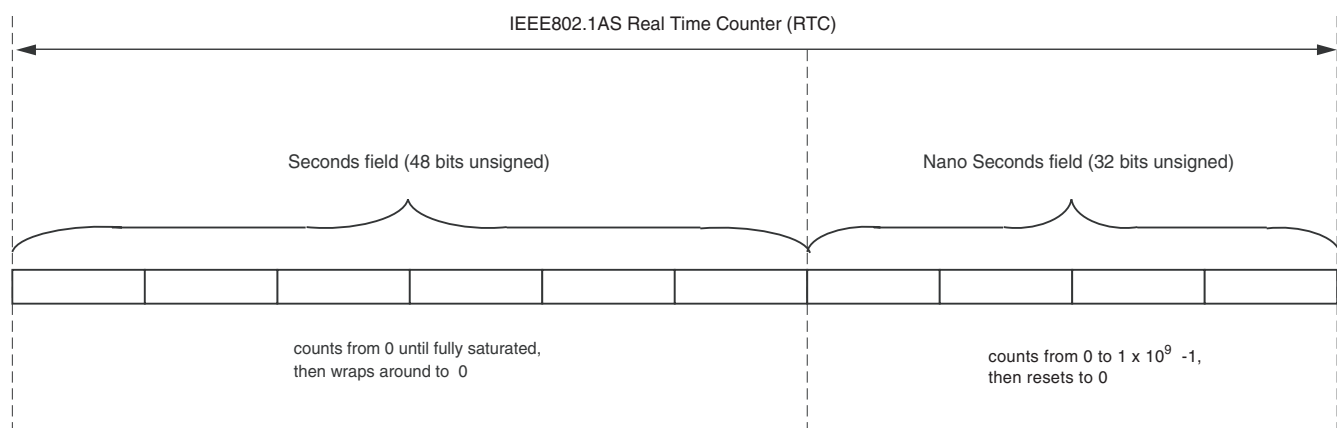 IEEE802.1AS Real Time Counter (RTC)
Seconds field (48 bits unsigned)
Nano Seconds field (32 bits unsigned)
counts from 0 until fully saturated,
then wraps around to 0
counts from 0 to 1 x 10⁹ -1,
then resets to 0